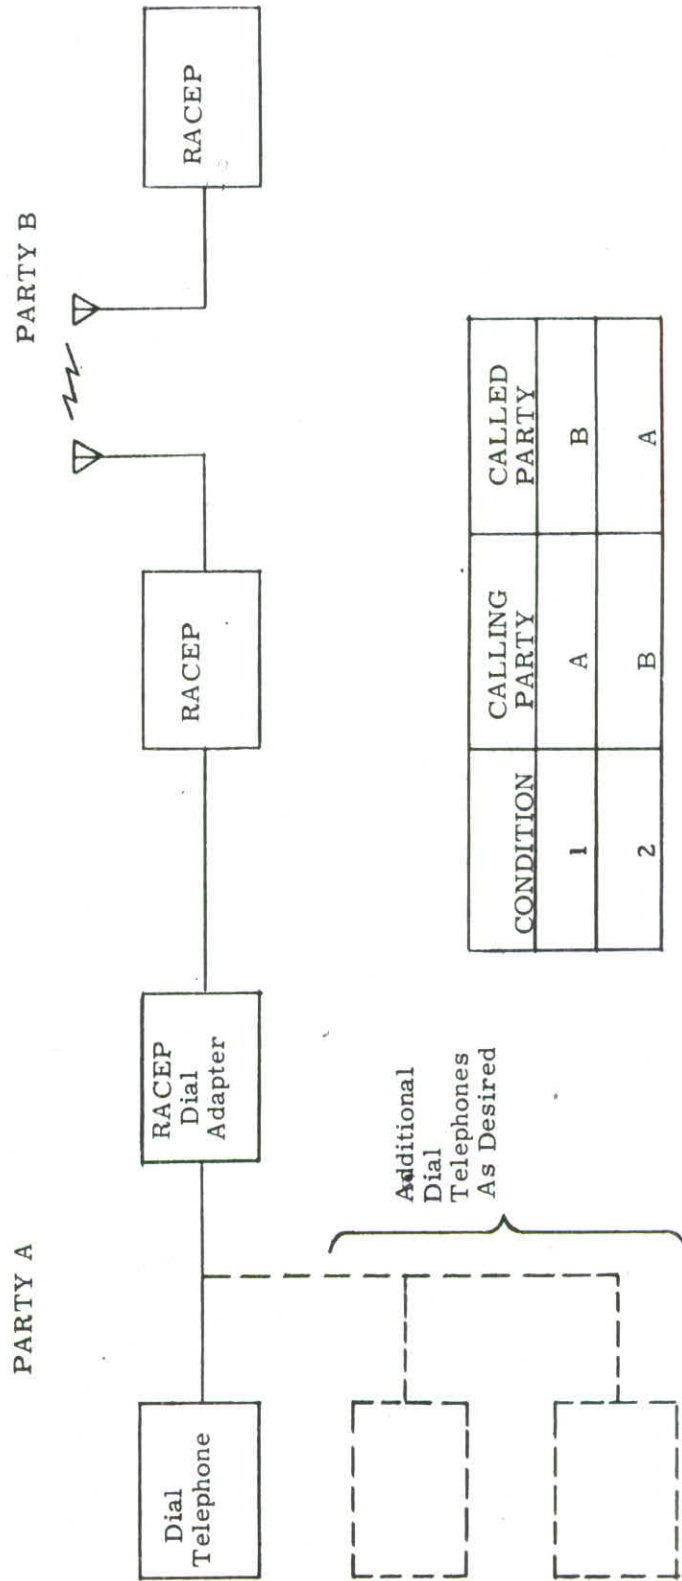 PARTY A
PARTY B
Dial
Telephone
RACEP
Dial
Adapter
RACEP
RACEP
Additional
Dial
Telephones
As Desired
CONDITION
CALLING
PARTY
CALLED
PARTY
1
A
B
2
B
A